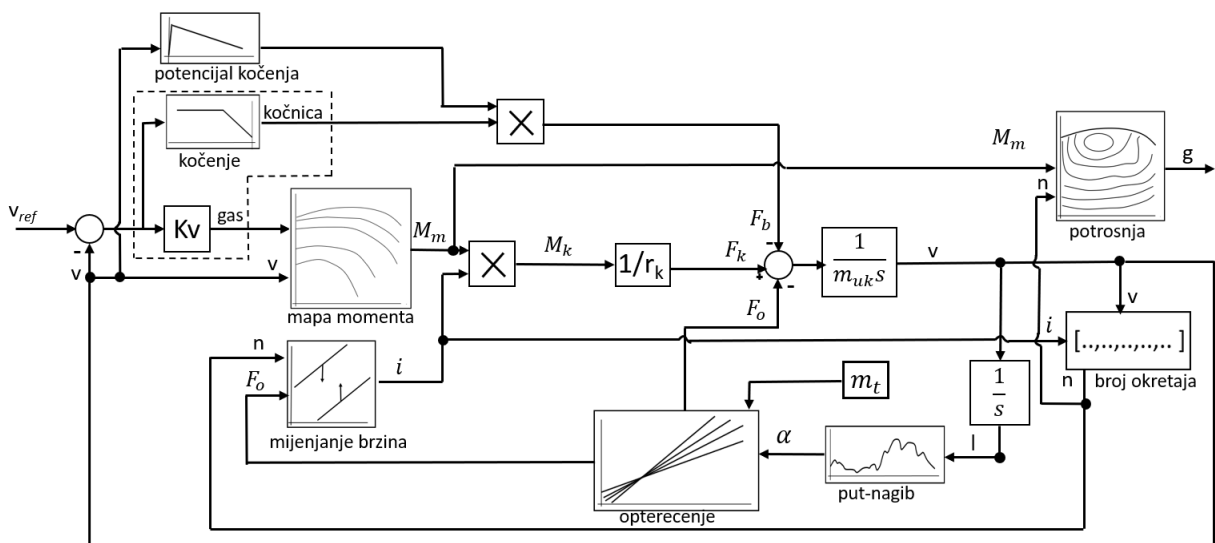 potencijal kočenja
kočnica
kočenje
M_m
n
g
v_ref
Kv
gas
M_m
M_k
1/r_k
F_b
F_k
1
m_uk s
v
potrosnja
-
v
v
mapa momenta
-
+
-
F_o
v
i
[..,..,..,..,.. ]
n
F_o
i
n
broj okretaja
mijenjanje brzina
m_t
1
s
α
l
put-nagib
opterecenje